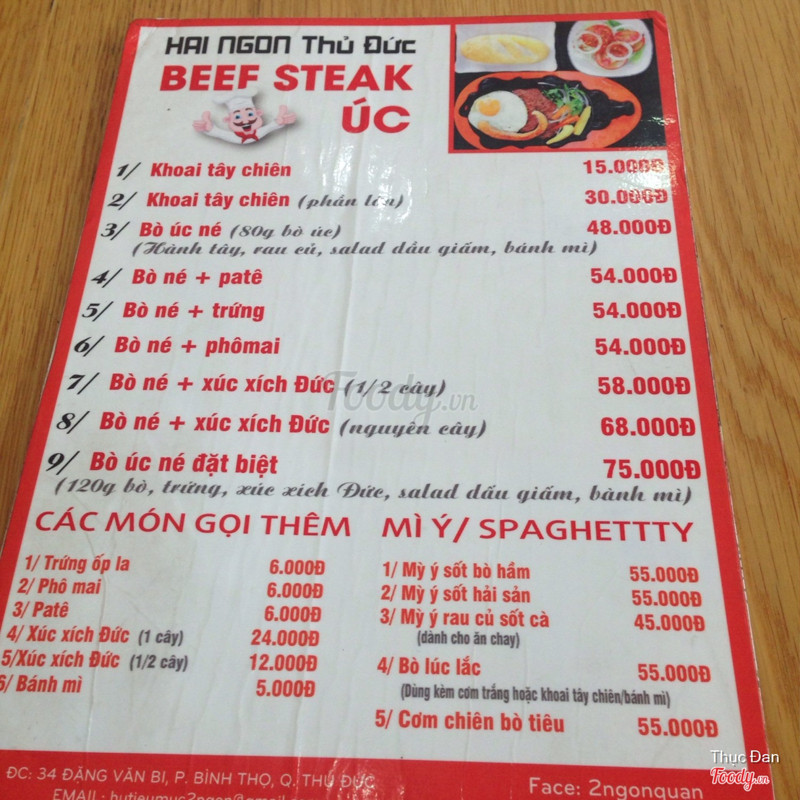 HAI NGON Thủ Đức
BEEF STEAK
ÚC
1/ Khoai tây chiên 15.000Đ
2/ Khoai tây chiên (phần lớn) 30.000Đ
3/ Bò úc né (80g bò úc) 48.000Đ
(Hành tây, rau củ, salad dầu giấm, bánh mì)
4/ Bò né + patê 54.000Đ
5/ Bò né + trứng 54.000Đ
6/ Bò né + phômai 54.000Đ
7/ Bò né + xúc xích Đức (1/2 cây) 58.000Đ
Foody.vn
8/ Bò né + xúc xích Đức (nguyên cây) 68.000Đ
9/ Bò úc né đặt biệt 75.000Đ
(120g bò, trứng, xúc xích Đức, salad dầu giấm, bành mì)
CÁC MÓN GỌI THÊM
1/ Trứng ốp la 6.000Đ
2/ Phô mai 6.000Đ
3/ Patê 6.000Đ
4/ Xúc xích Đức (1 cây) 24.000Đ
5/Xúc xích Đức (1/2 cây) 12.000Đ
6/ Bánh mì 5.000Đ
MÌ Ý/ SPAGHETTTY
1/ Mỳ ý sốt bò hầm 55.000Đ
2/ Mỳ ý sốt hải sản 55.000Đ
3/ Mỳ ý rau củ sốt cà 45.000Đ
(dành cho ăn chay)
4/ Bò lúc lắc 55.000Đ
(Dùng kèm cơm trắng hoặc khoai tây chiên/bánh mì)
5/ Cơm chiên bò tiêu 55.000Đ
ĐC: 34 ĐẶNG VĂN BI, P. BÌNH THỌ, Q. THỦ ĐỨC
EMAIL :
Face: 2ngonquan
Thực Đan
Foody.vn